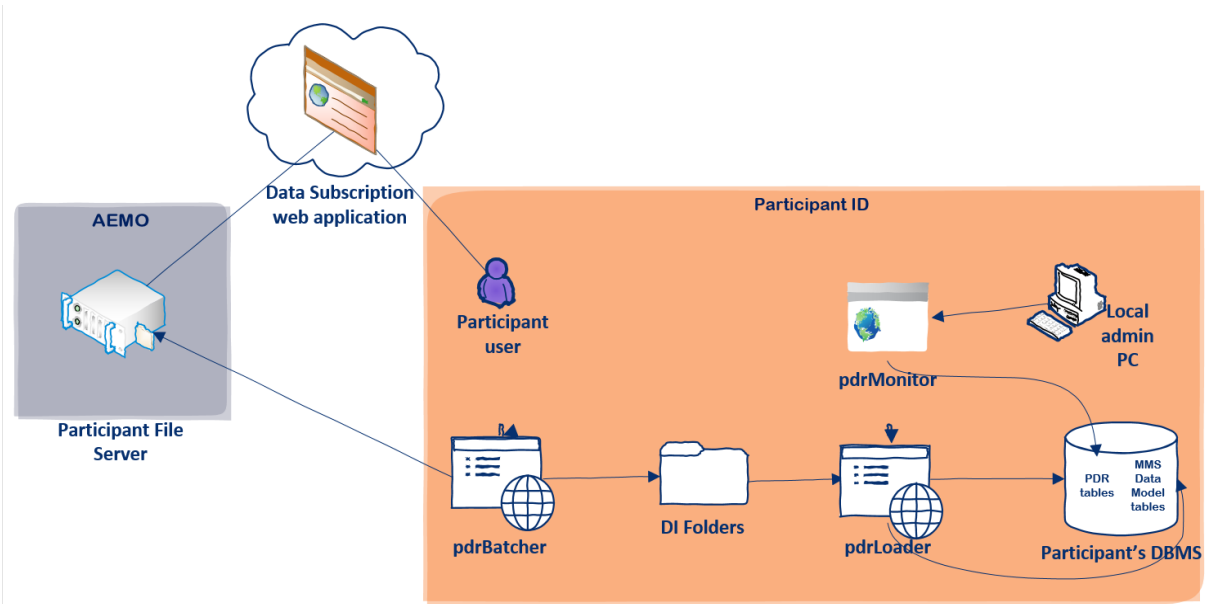 Data Subscription
web application
AEMO
Participant ID
Participant
user
Local
admin
PC
pdrMonitor
Participant File
Server
PDR
tables
MMS
Data
Model
tables
pdrBatcher
DI Folders
pdrLoader
Participant's DBMS